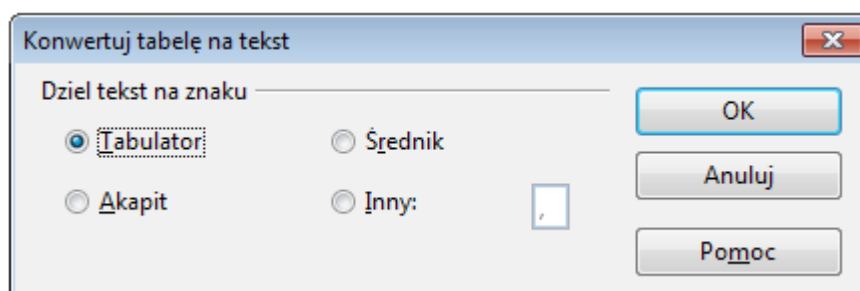 Konwertuj tabelę na tekst
Dziel tekst na znaku
Tabulator
Średnik
Akapit
Inny:
,
OK
Anuluj
Pomoc